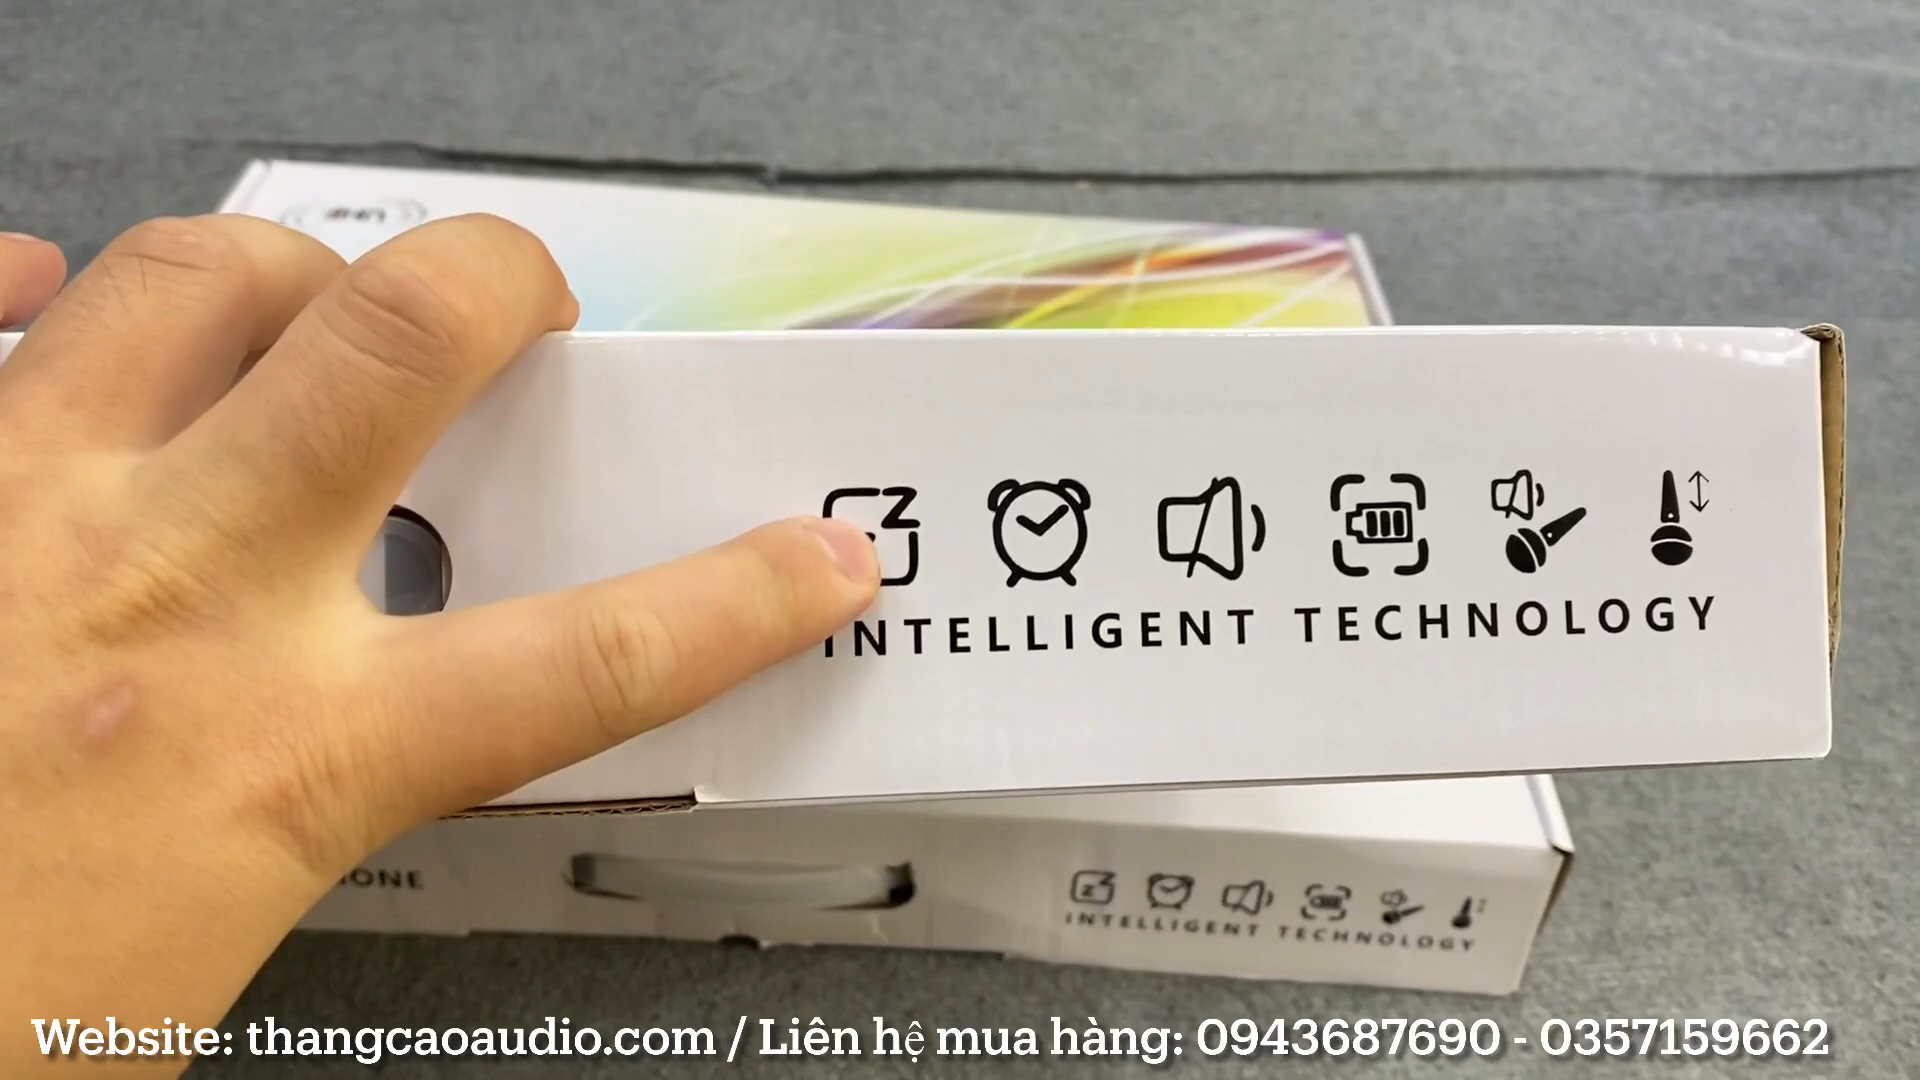 INTELLIGENT TECHNOLOGY
INTELLIGENT TECHNOLOGY
Website: thangcaoaudio.com / Liên hệ mua hàng: 0943687690 - 0357159662